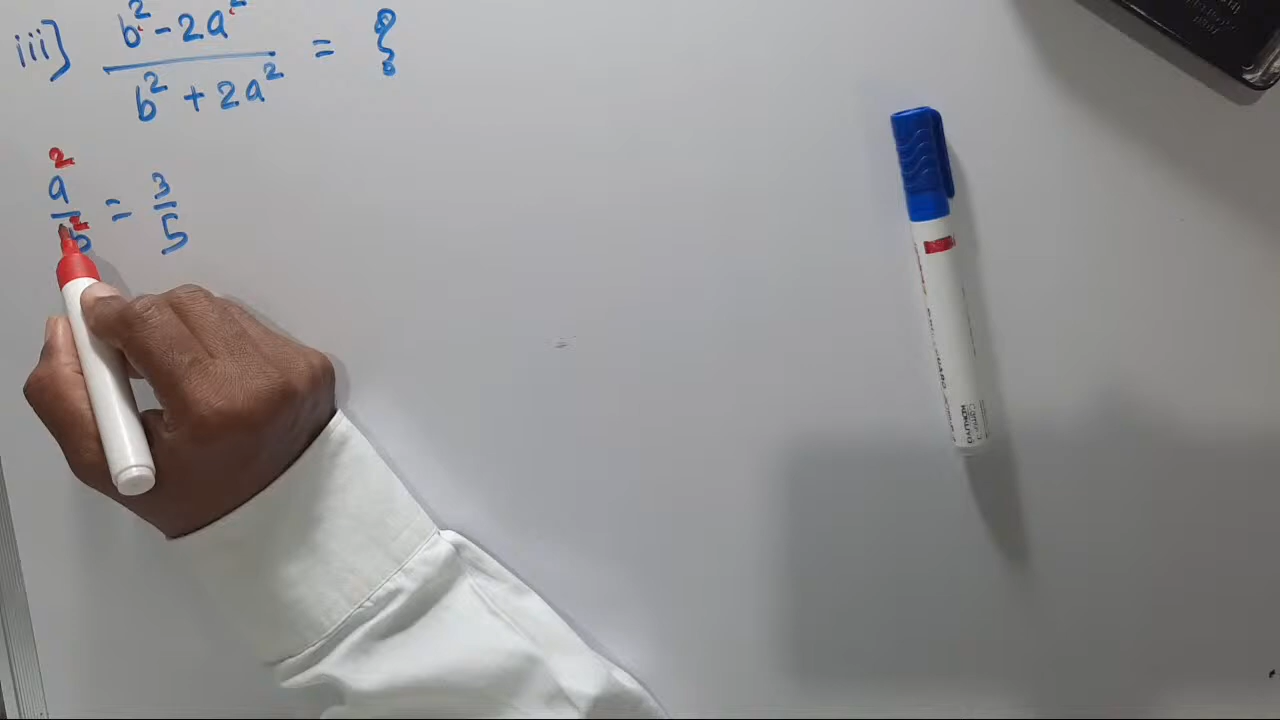 iii] b² - 2a² / b² + 2a² = ?
a² / b² = 3 / 5